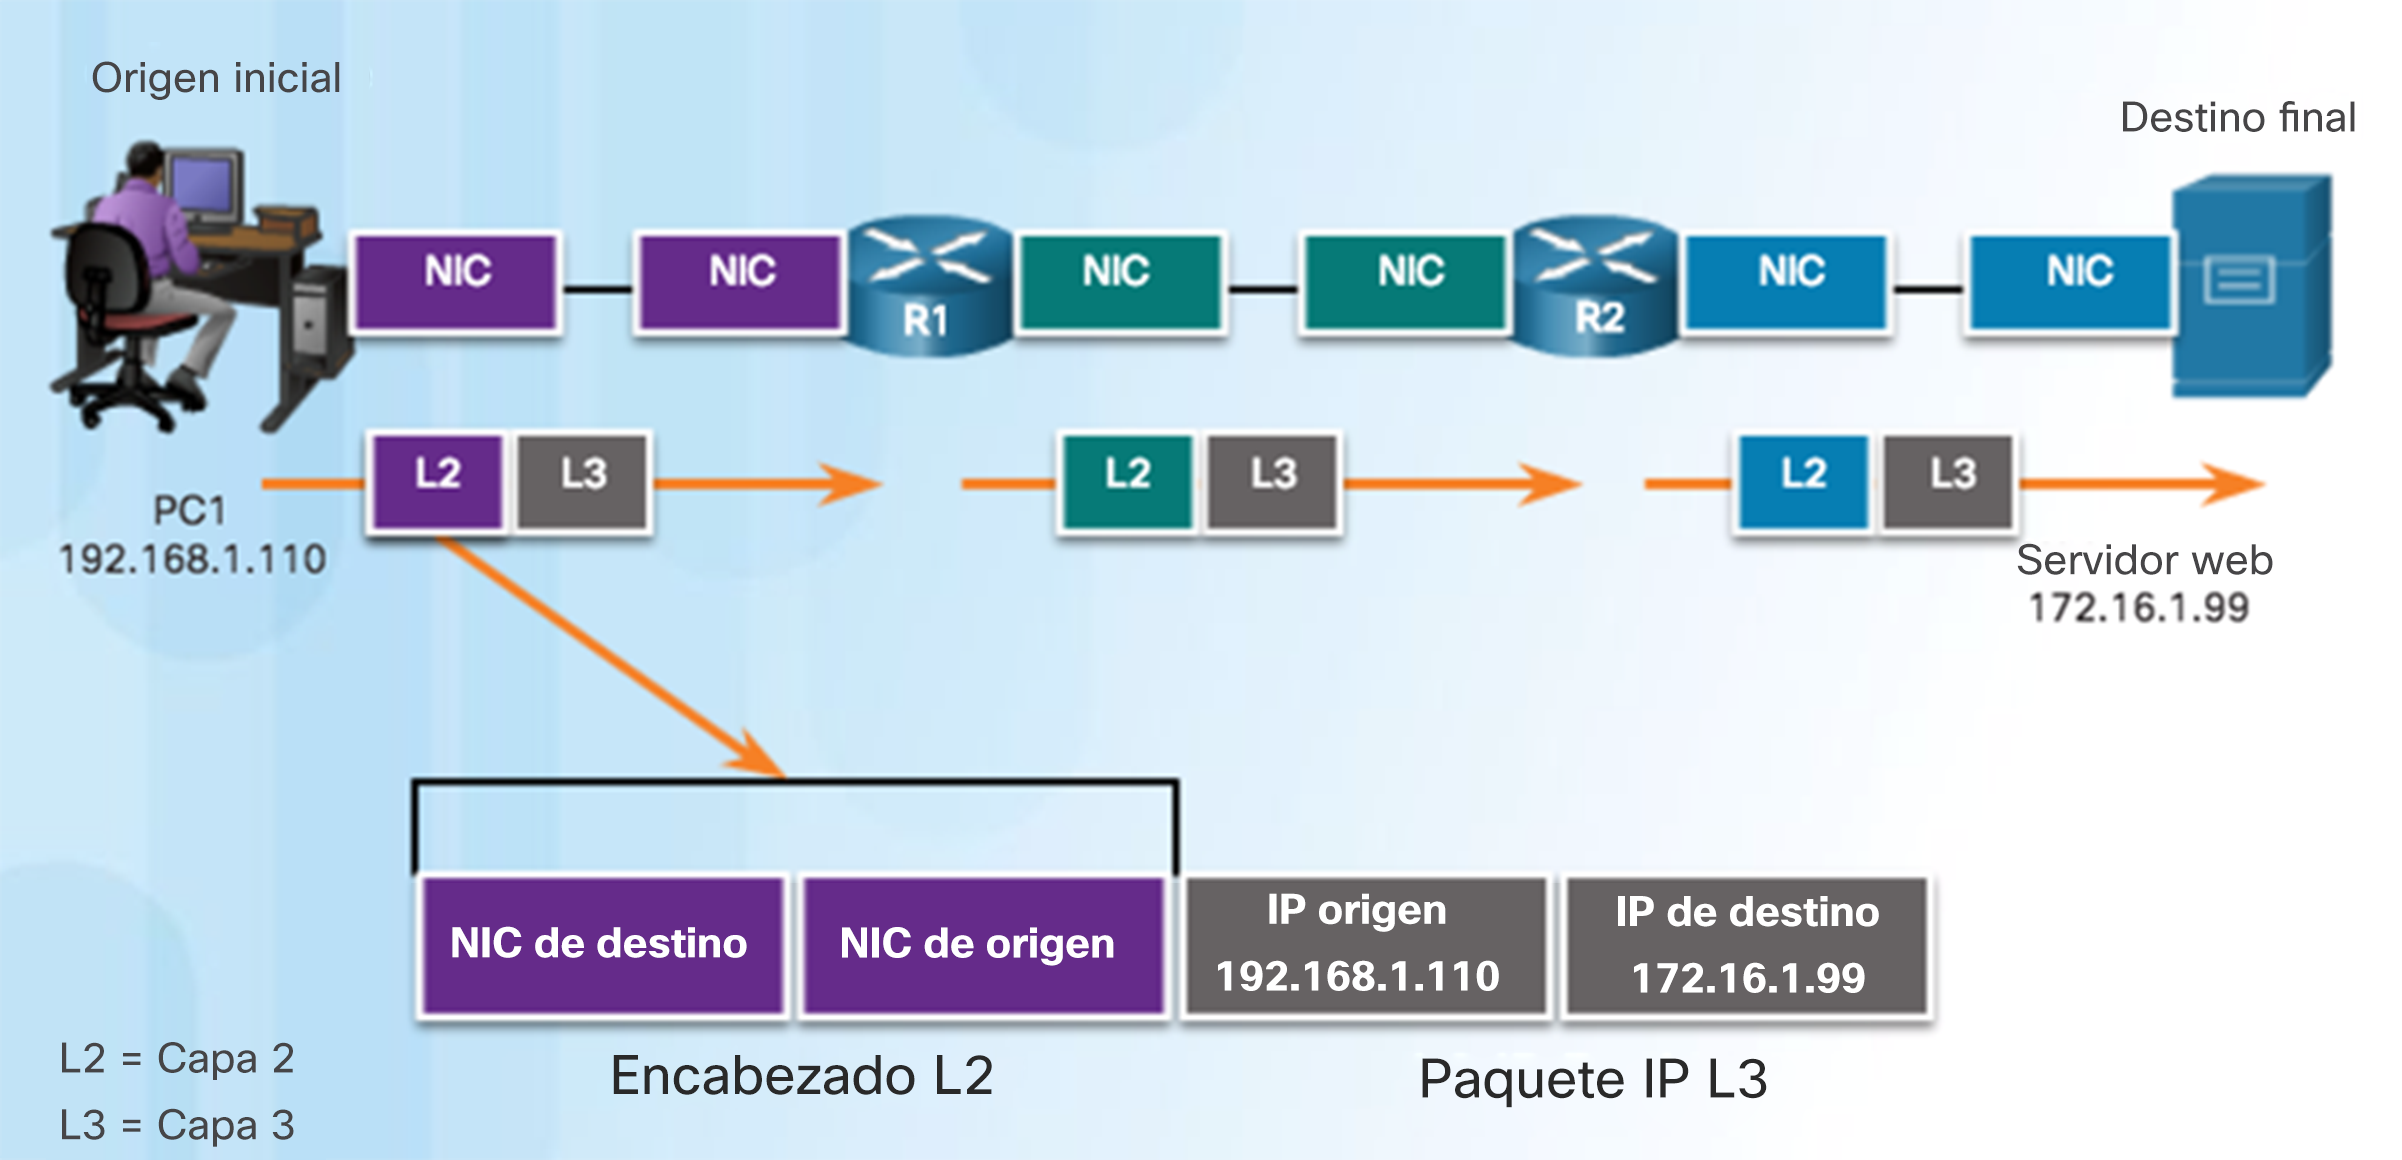 Origen inicial
Destino final
NIC
NIC
R1
NIC
NIC
R2
NIC
NIC
L2
L3
L2
L3
L2
L3
PC1
192.168.1.110
Servidor web
172.16.1.99
NIC de destino
NIC de origen
IP origen
192.168.1.110
IP de destino
172.16.1.99
Encabezado L2
Paquete IP L3
L2 = Capa 2
L3 = Capa 3